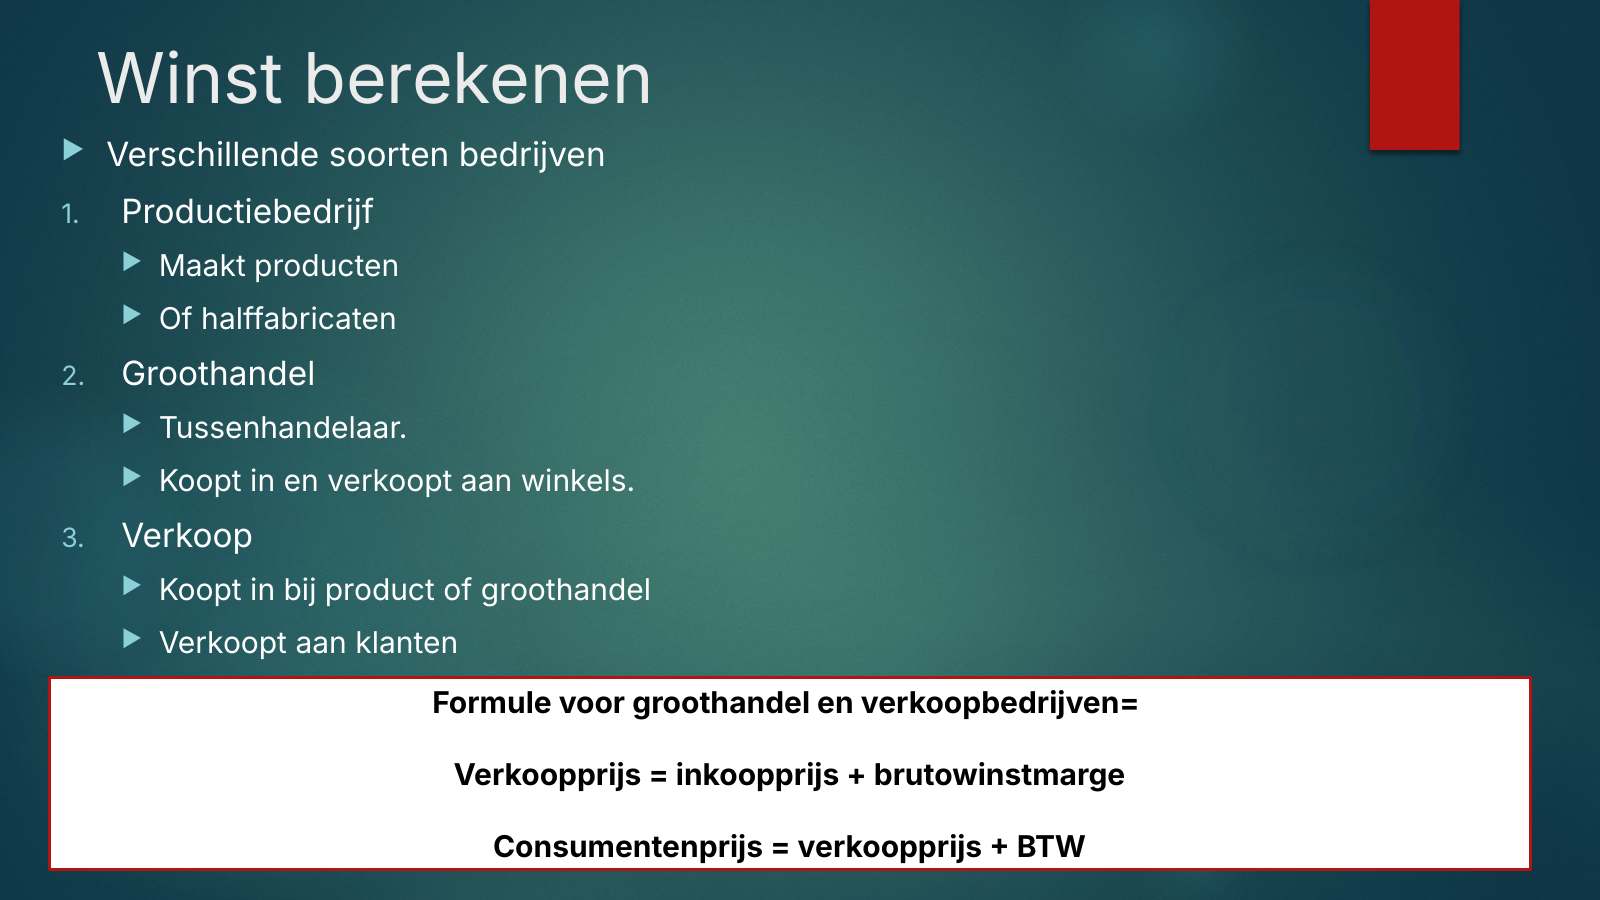 Winst berekenen
Verschillende soorten bedrijven
1. Productiebedrijf
Maakt producten
Of halffabricaten
2. Groothandel
Tussenhandelaar.
Koopt in en verkoopt aan winkels.
3. Verkoop
Koopt in bij product of groothandel
Verkoopt aan klanten
Formule voor groothandel en verkoopbedrijven=
Verkoopprijs = inkoopprijs + brutowinstmarge
Consumentenprijs = verkoopprijs + BTW